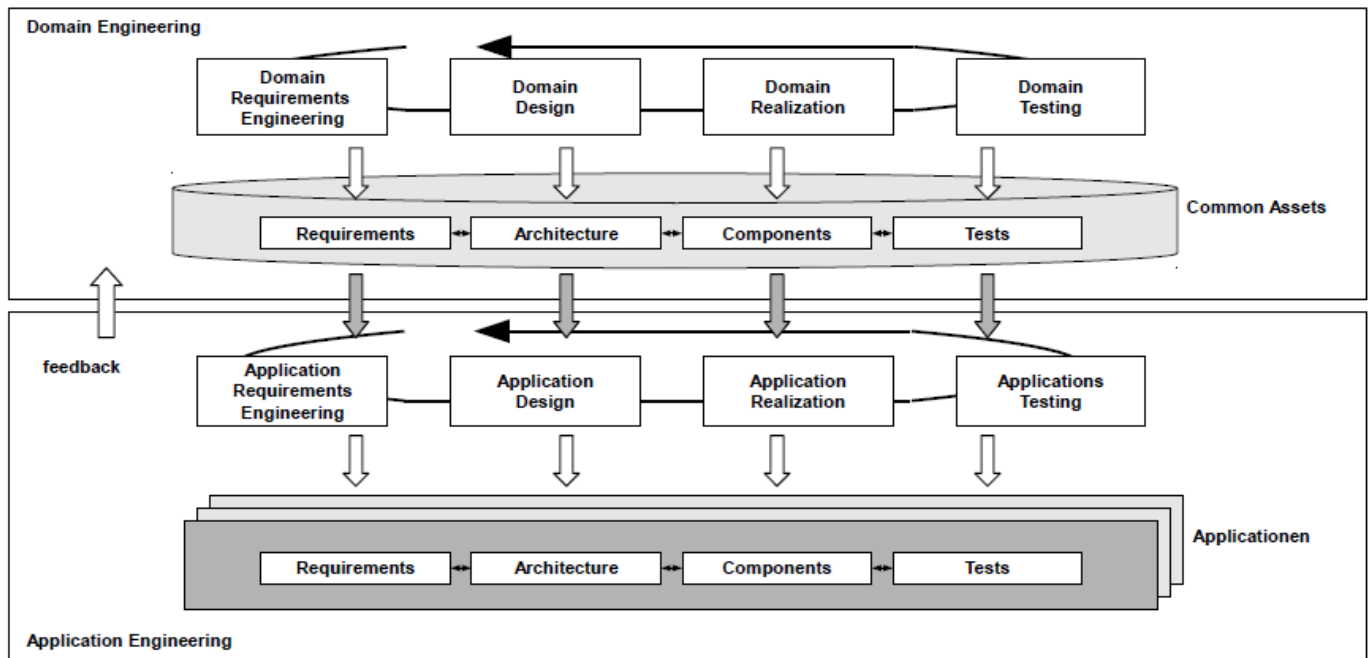 Domain Engineering
Domain
Requirements
Engineering
Domain
Design
Domain
Realization
Domain
Testing
Common Assets
Requirements
Architecture
Components
Tests
feedback
Application
Requirements
Engineering
Application
Design
Application
Realization
Applications
Testing
Applicationen
Requirements
Architecture
Components
Tests
Application Engineering